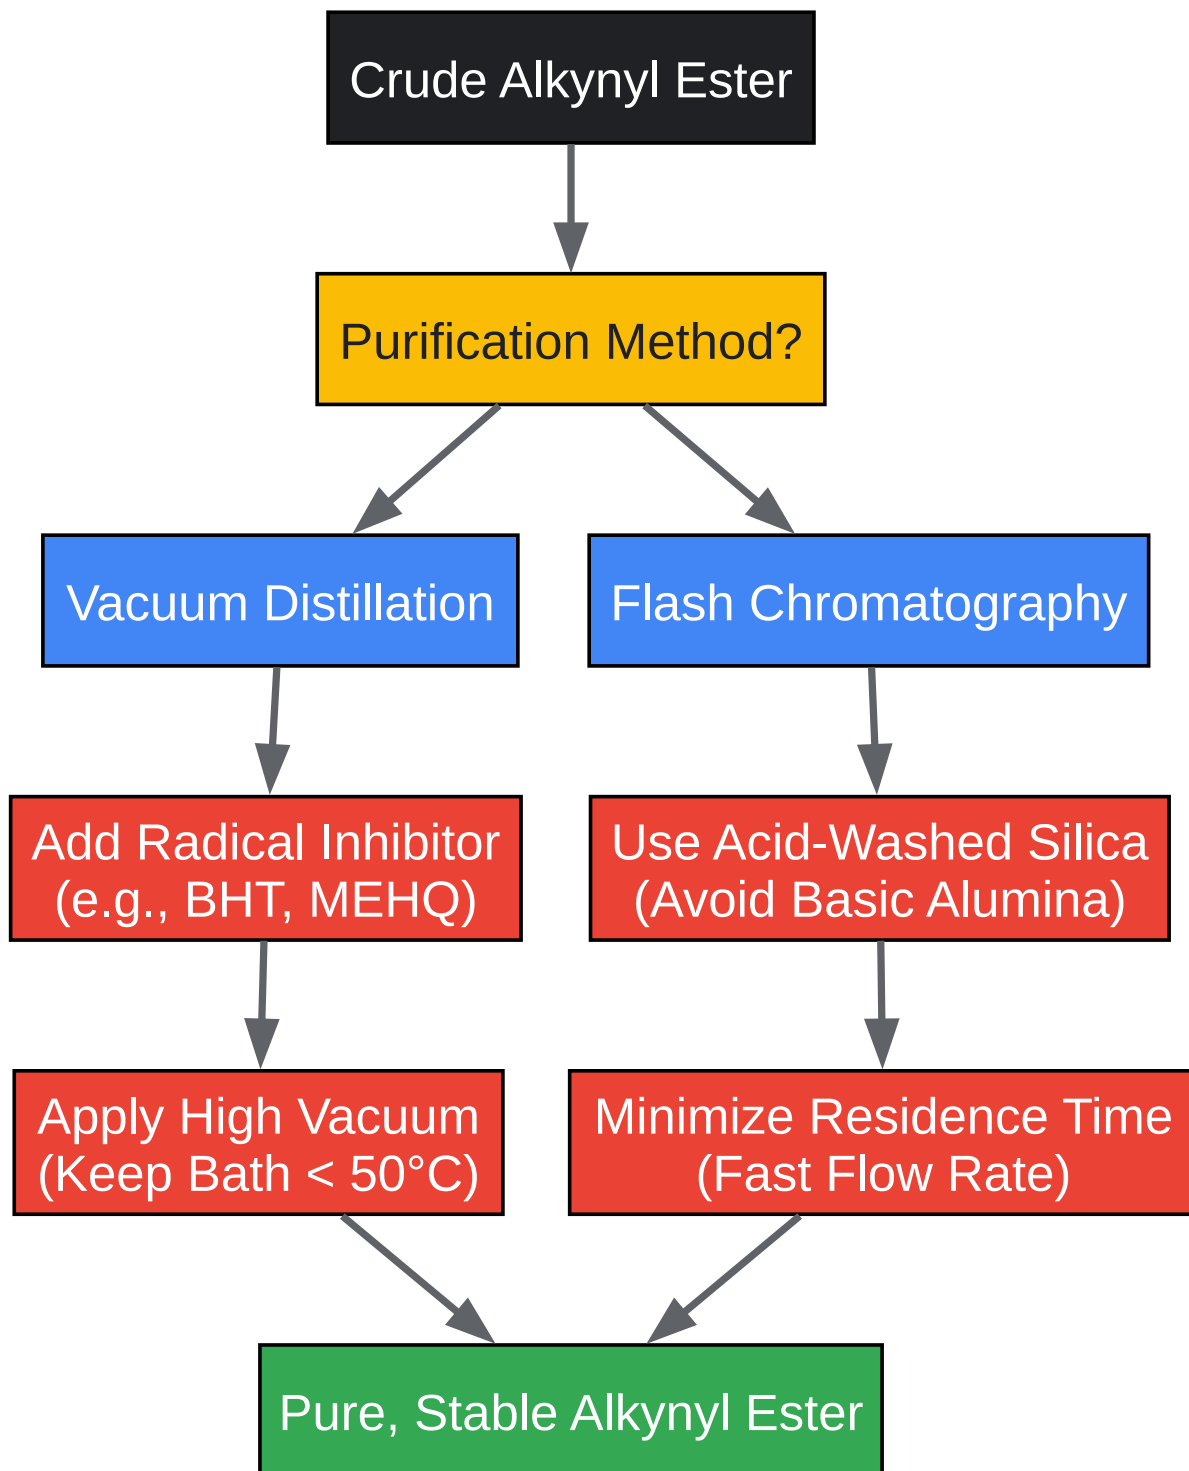 Crude Alkynyl Ester
Purification Method?
Vacuum Distillation
Flash Chromatography
Add Radical Inhibitor
(e.g., BHT, MEHQ)
Use Acid-Washed Silica
(Avoid Basic Alumina)
Apply High Vacuum
(Keep Bath < 50°C)
Minimize Residence Time
(Fast Flow Rate)
Pure, Stable Alkynyl Ester